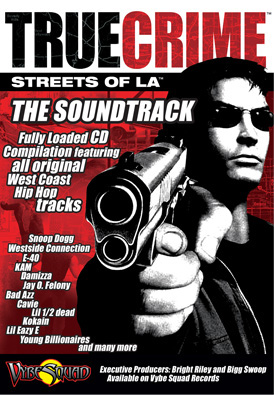 TRUE CRIME™
STREETS OF LA™
THE SOUNDTRACK
Fully Loaded CD
Compilation featuring
all original
West Coast
Hip Hop
tracks
Snoop Dogg
Westside Connection
E-40
KAM
Damizza
Jay O. Felony
Bad Azz
Cavie
Lil 1/2 dead
Kokain
Lil Eazy E
Young Billionaires
and many more
VYBE SQUAD
Executive Producers: Bright Riley and Bigg Swoop
Available on Vybe Squad Records